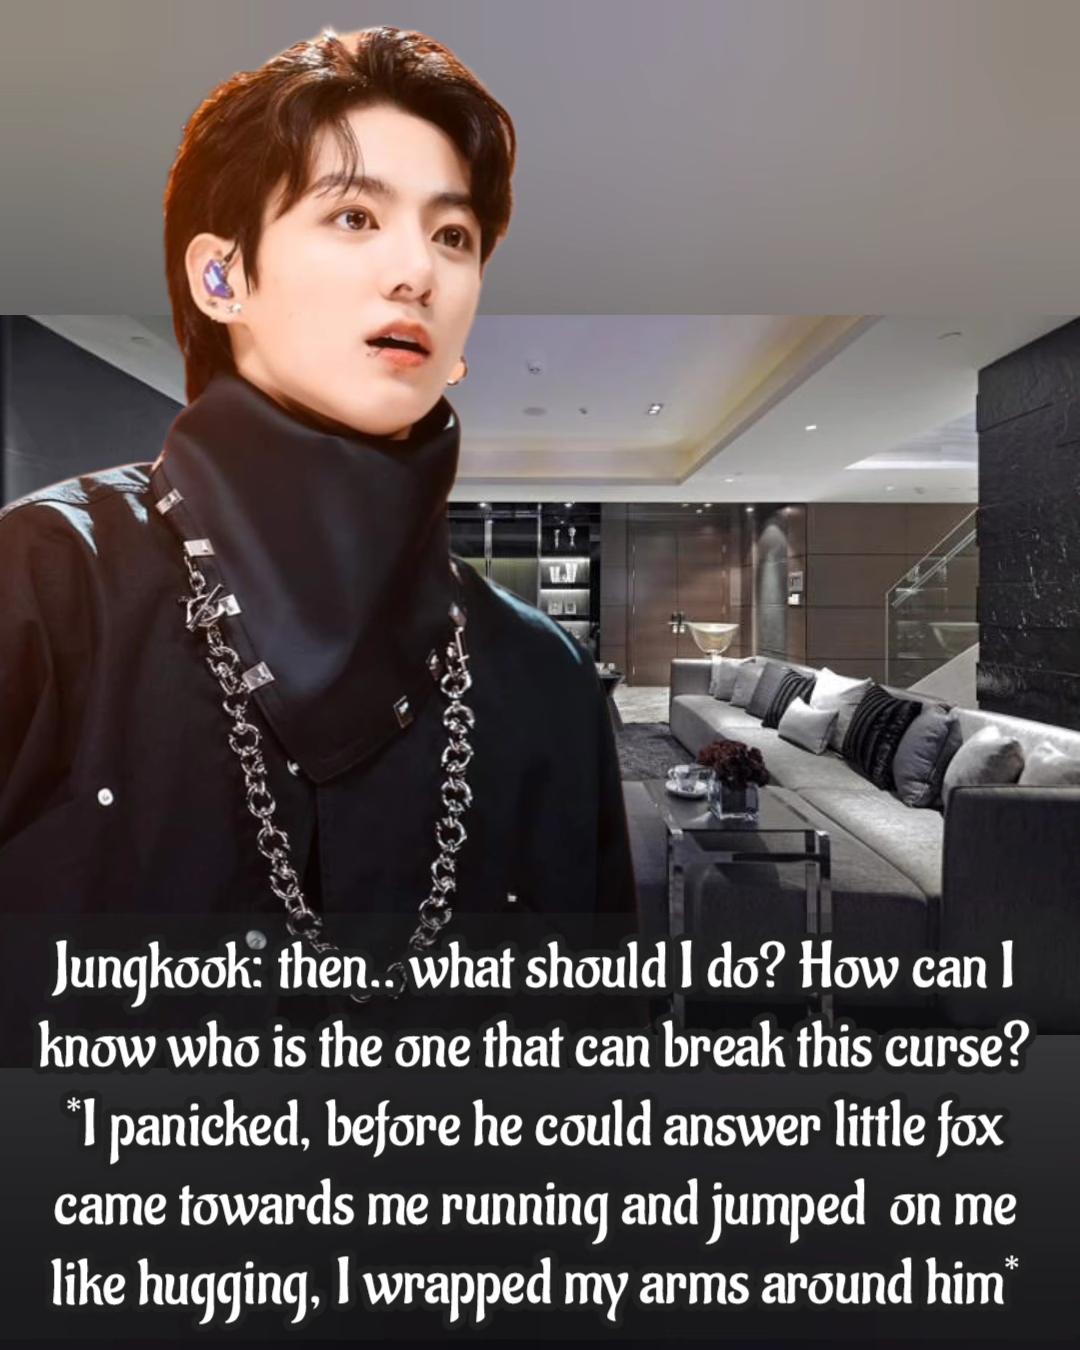 Jungkook: then.. what should I do? How can I
know who is the one that can break this curse?
*I panicked, before he could answer little fox
came towards me running and jumped  on me
like hugging, I wrapped my arms around him*